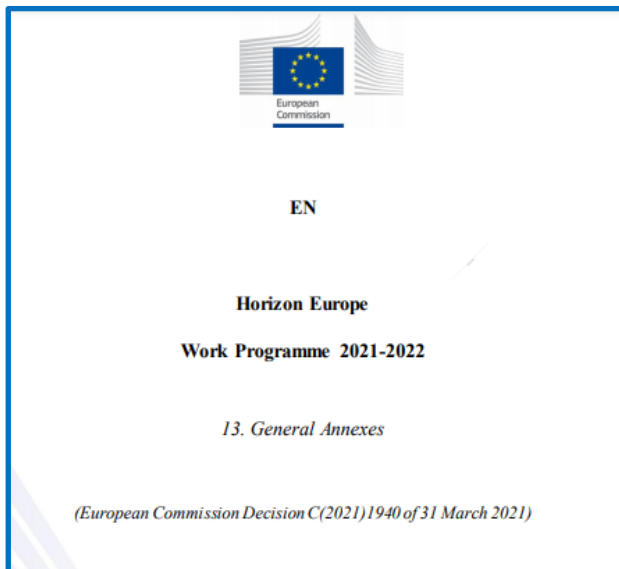 European
Commission
EN
Horizon Europe
Work Programme 2021-2022
13. General Annexes
(European Commission Decision C(2021)1940 of 31 March 2021)